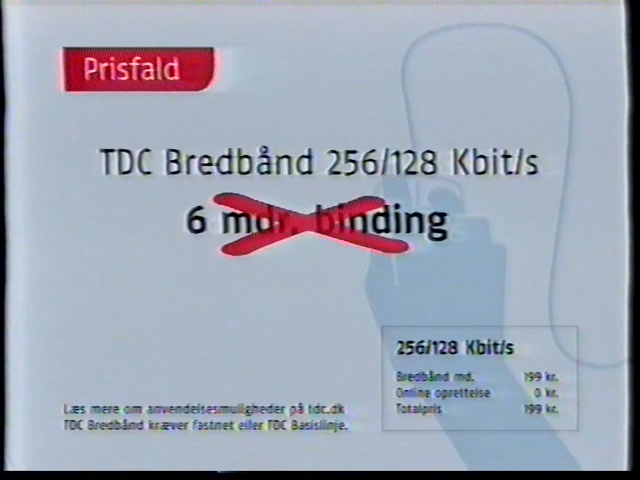 Prisfald
TDC Bredbånd 256/128 Kbit/s
6 mdr. binding
256/128 Kbit/s
Bredbånd md. 199 kr.
Online oprettelse 0 kr.
Totalpris 199 kr.
Læs mere om anvendelsesmuligheder på tdc.dk
TDC Bredbånd kræver fastnet eller TDC Basislinje.